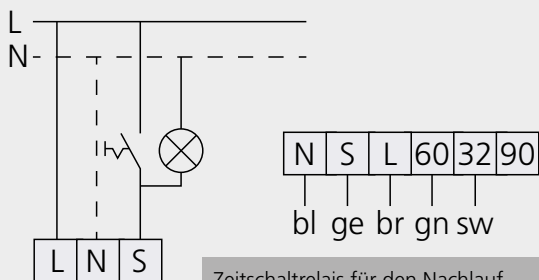 L
N
N S L 60 32 90
bl ge br gn sw
L N S
Zeitschaltrelais für den Nachlauf